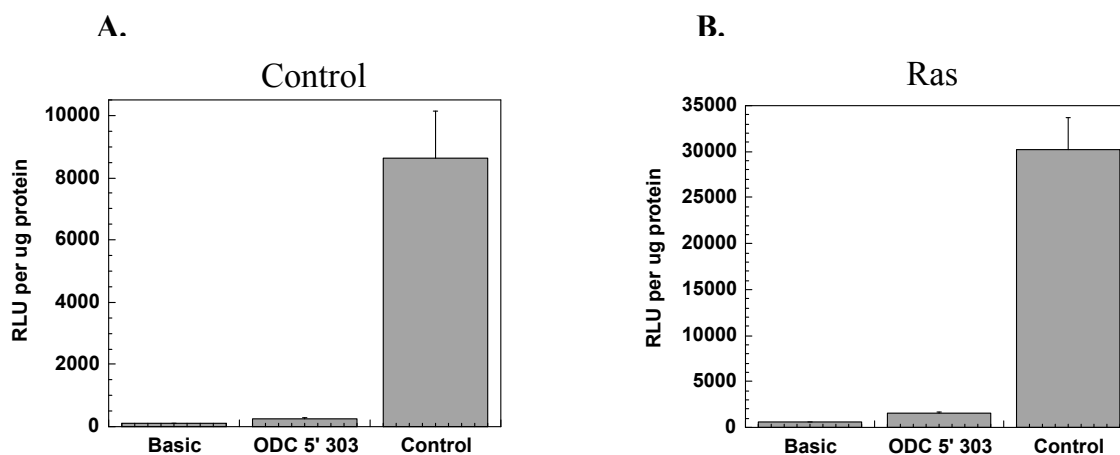 A.
Control
RLU per ug protein
10000
8000
6000
4000
2000
0
Basic
ODC 5' 303
Control
B.
Ras
RLU per ug protein
35000
30000
25000
20000
15000
10000
5000
0
Basic
ODC 5' 303
Control